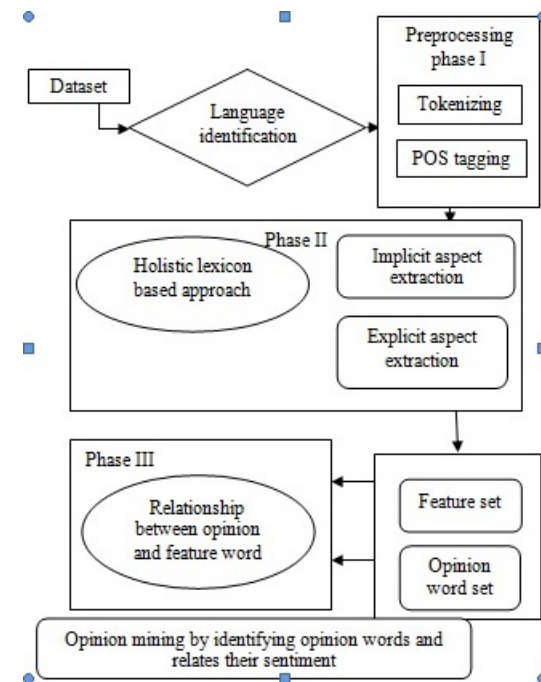 Dataset
Language
identification
Preprocessing
phase I
Tokenizing
POS tagging
Phase II
Holistic lexicon
based approach
Implicit aspect
extraction
Explicit aspect
extraction
Phase III
Relationship
between opinion
and feature word
Feature set
Opinion
word set
Opinion mining by identifying opinion words and
relates their sentiment